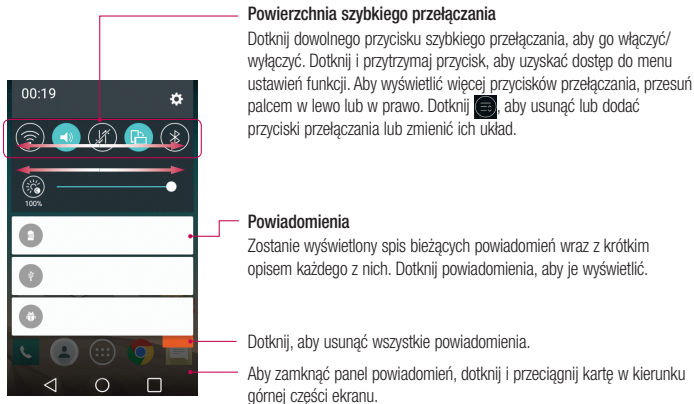 Powierzchnia szybkiego przełączania
Dotknij dowolnego przycisku szybkiego przełączania, aby go włączyć/
wyłączyć. Dotknij i przytrzymaj przycisk, aby uzyskać dostęp do menu
ustawień funkcji. Aby wyświetlić więcej przycisków przełączania, przesuń
palcem w lewo lub w prawo. Dotknij , aby usunąć lub dodać
przyciski przełączania lub zmienić ich układ.
00:19
100%
Powiadomienia
Zostanie wyświetlony spis bieżących powiadomień wraz z krótkim
opisem każdego z nich. Dotknij powiadomienia, aby je wyświetlić.
Dotknij, aby usunąć wszystkie powiadomienia.
Aby zamknąć panel powiadomień, dotknij i przeciągnij kartę w kierunku
górnej części ekranu.